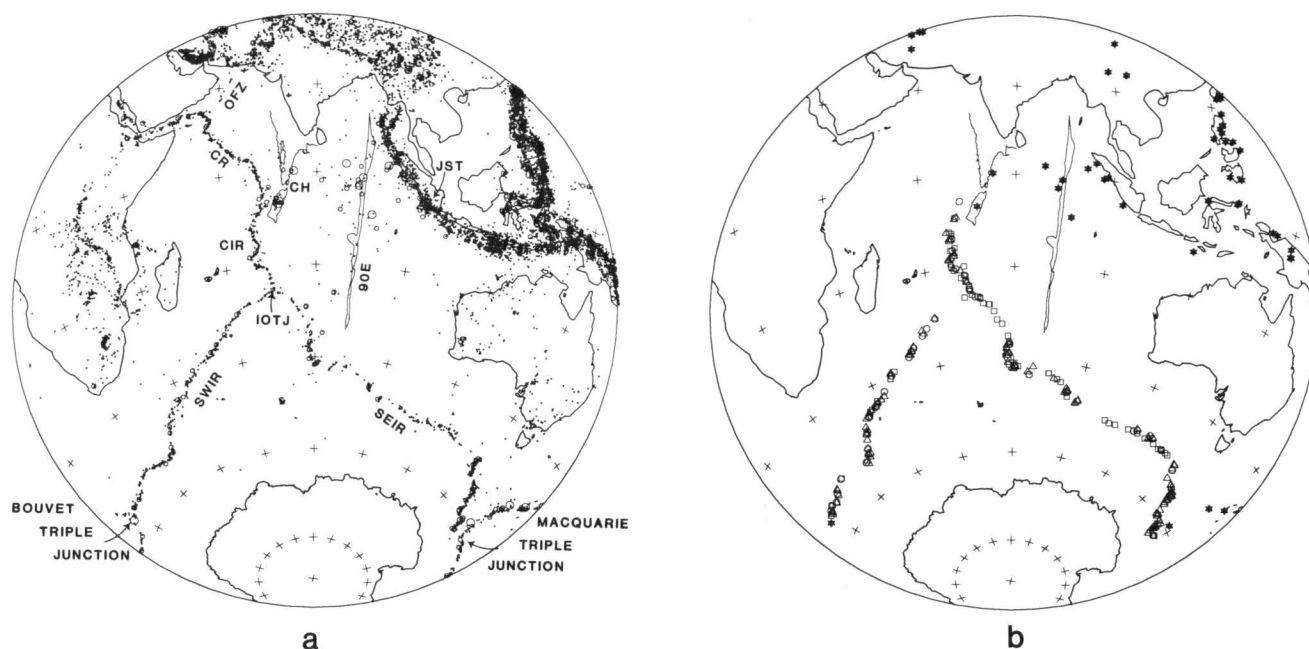 OFZ
CR
CH
JST
CIR
90E
IOTJ
SWIR
SEIR
BOUVET
TRIPLE
JUNCTION
MACQUARIE
TRIPLE
JUNCTION
a
b